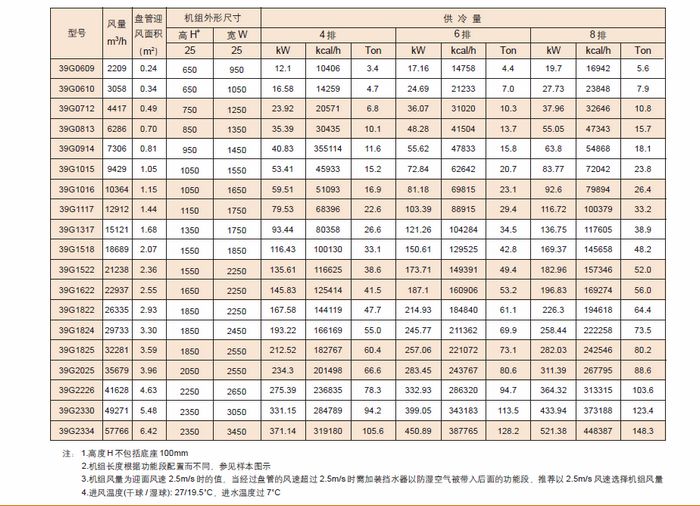 型号 风量 m³/h 盘管迎风面积 (m²) 机组外形尺寸 供 冷 量
高 H* 宽 W 4 排 6 排 8 排
25 25 kW kcal/h Ton kW kcal/h Ton kW kcal/h Ton
39G0609 2209 0.24 650 950 12.1 10406 3.4 17.16 14758 4.4 19.7 16942 5.6
39G0610 3058 0.34 650 1050 16.58 14259 4.7 24.69 21233 7.0 27.73 23848 7.9
39G0712 4417 0.49 750 1250 23.92 20571 6.8 36.07 31020 10.3 37.96 32646 10.8
39G0813 6286 0.70 850 1350 35.39 30435 10.1 48.28 41504 13.7 55.05 47343 15.7
39G0914 7306 0.81 950 1450 40.83 355114 11.6 55.62 47833 15.8 63.8 54868 18.1
39G1015 9429 1.05 1050 1550 53.41 45933 15.2 72.84 62642 20.7 83.77 72042 23.8
39G1016 10364 1.15 1050 1650 59.51 51093 16.9 81.18 69815 23.1 92.6 79894 26.4
39G1117 12912 1.44 1150 1750 79.53 68396 22.6 103.39 88915 29.4 116.72 100379 33.2
39G1317 15121 1.68 1350 1750 93.44 80358 26.6 121.26 104284 34.5 136.75 117605 38.9
39G1518 18689 2.07 1550 1850 116.43 100130 33.1 150.61 129525 42.8 169.37 145658 48.2
39G1522 21238 2.36 1550 2250 135.61 116625 38.6 173.71 149391 49.4 182.96 157346 52.0
39G1622 22937 2.55 1650 2250 145.83 125414 41.5 187.1 160906 53.2 196.83 169274 56.0
39G1822 26335 2.93 1850 2250 167.58 144119 47.7 214.93 184840 61.1 226.3 194618 64.4
39G1824 29733 3.30 1850 2450 193.22 166169 55.0 245.77 211362 69.9 258.44 222258 73.5
39G1825 32281 3.59 1850 2550 212.52 182767 60.4 257.06 221072 73.1 282.03 242546 80.2
39G2025 35679 3.96 2050 2550 234.3 201498 66.6 283.45 243767 80.6 311.39 267795 88.6
39G2226 41628 4.63 2250 2650 275.39 236835 78.3 332.93 286320 94.7 364.32 313315 103.6
39G2330 49271 5.48 2350 3050 331.15 284789 94.2 399.05 343183 113.5 433.94 373188 123.4
39G2334 57766 6.42 2350 3450 371.14 319180 105.6 450.89 387765 128.2 521.38 448387 148.3
注: 1.高度 H 不包括底座 100mm
2.机组长度根据功能段配置而不同，参见样本图示
3.机组风量为迎面风速 2.5m/s 时的值，当经过盘管的风速超过 2.5m/s 时需加装挡水器以防湿空气被带入后面的功能段，推荐以 2.5m/s 风速选择机组风量
4.进风温度(干球 / 湿球): 27/19.5°C，进水温度过 7°C